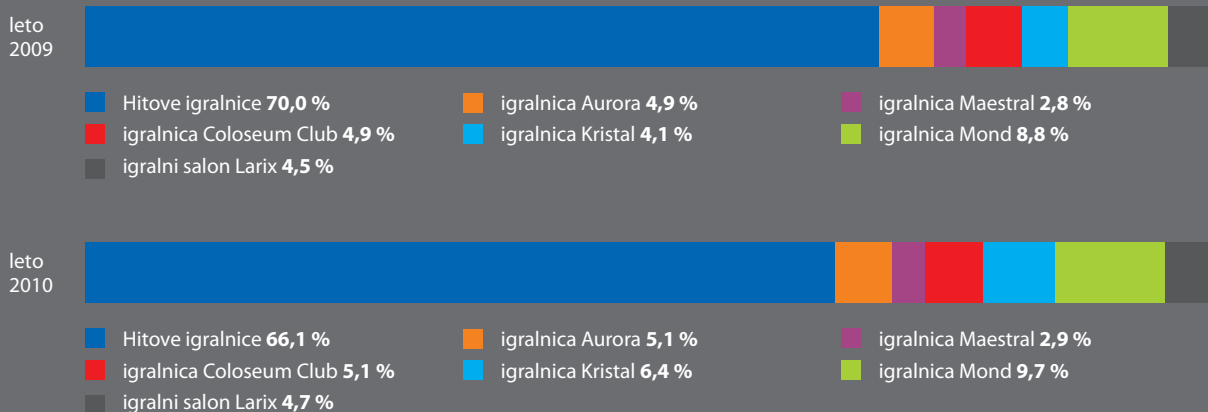 leto
2009
Hitove igralnice 70,0 %
igralnica Aurora 4,9 %
igralnica Maestral 2,8 %
igralnica Coloseum Club 4,9 %
igralnica Kristal 4,1 %
igralnica Mond 8,8 %
igralni salon Larix 4,5 %
leto
2010
Hitove igralnice 66,1 %
igralnica Aurora 5,1 %
igralnica Maestral 2,9 %
igralnica Coloseum Club 5,1 %
igralnica Kristal 6,4 %
igralnica Mond 9,7 %
igralni salon Larix 4,7 %